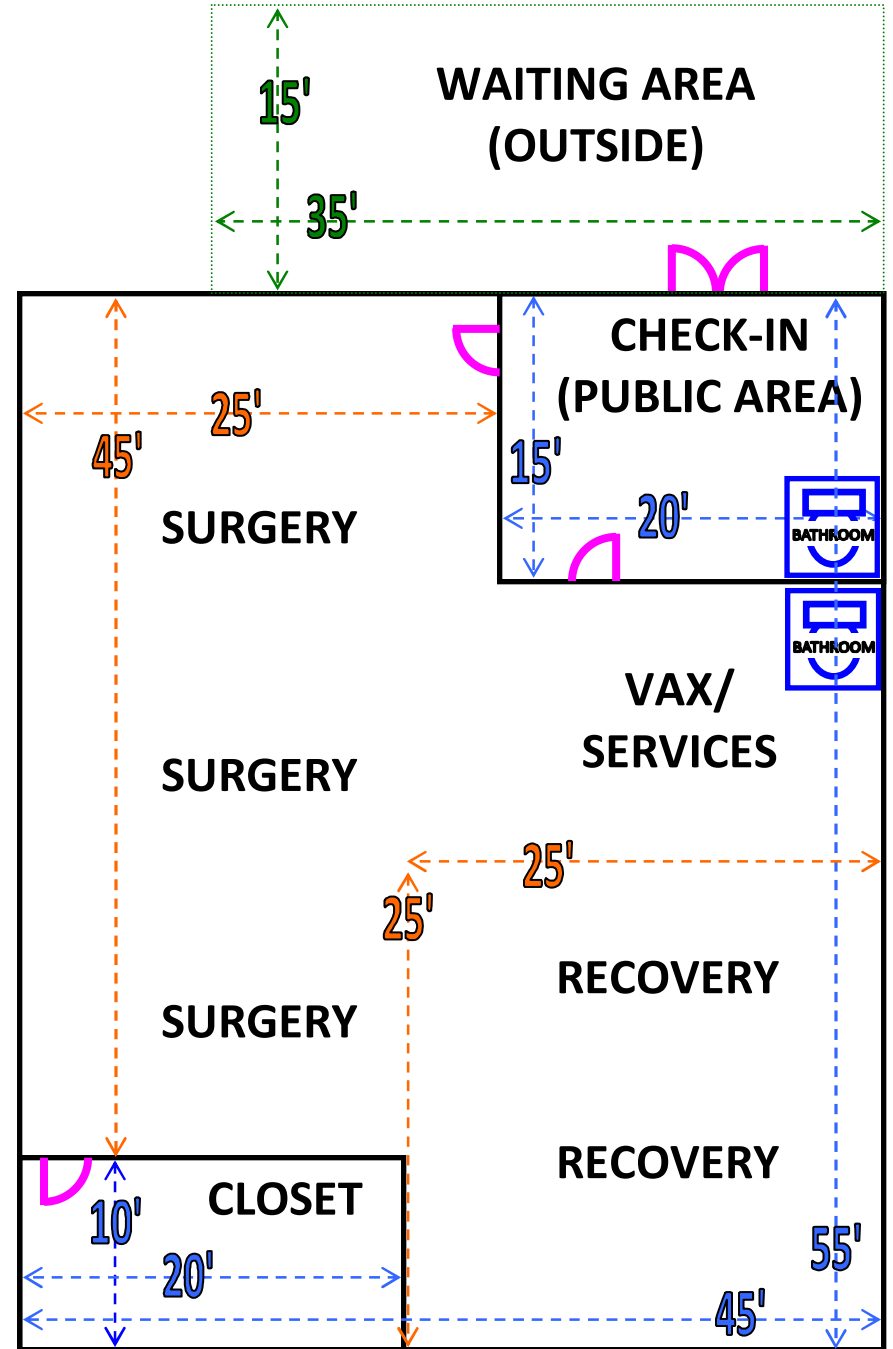 15'
WAITING AREA
(OUTSIDE)
35'
CHECK-IN
(PUBLIC AREA)
25'
45'
15'
20'
SURGERY
BATHROOM
BATHROOM
VAX/
SERVICES
SURGERY
25'
25'
RECOVERY
SURGERY
RECOVERY
CLOSET
10'
55'
20'
45'